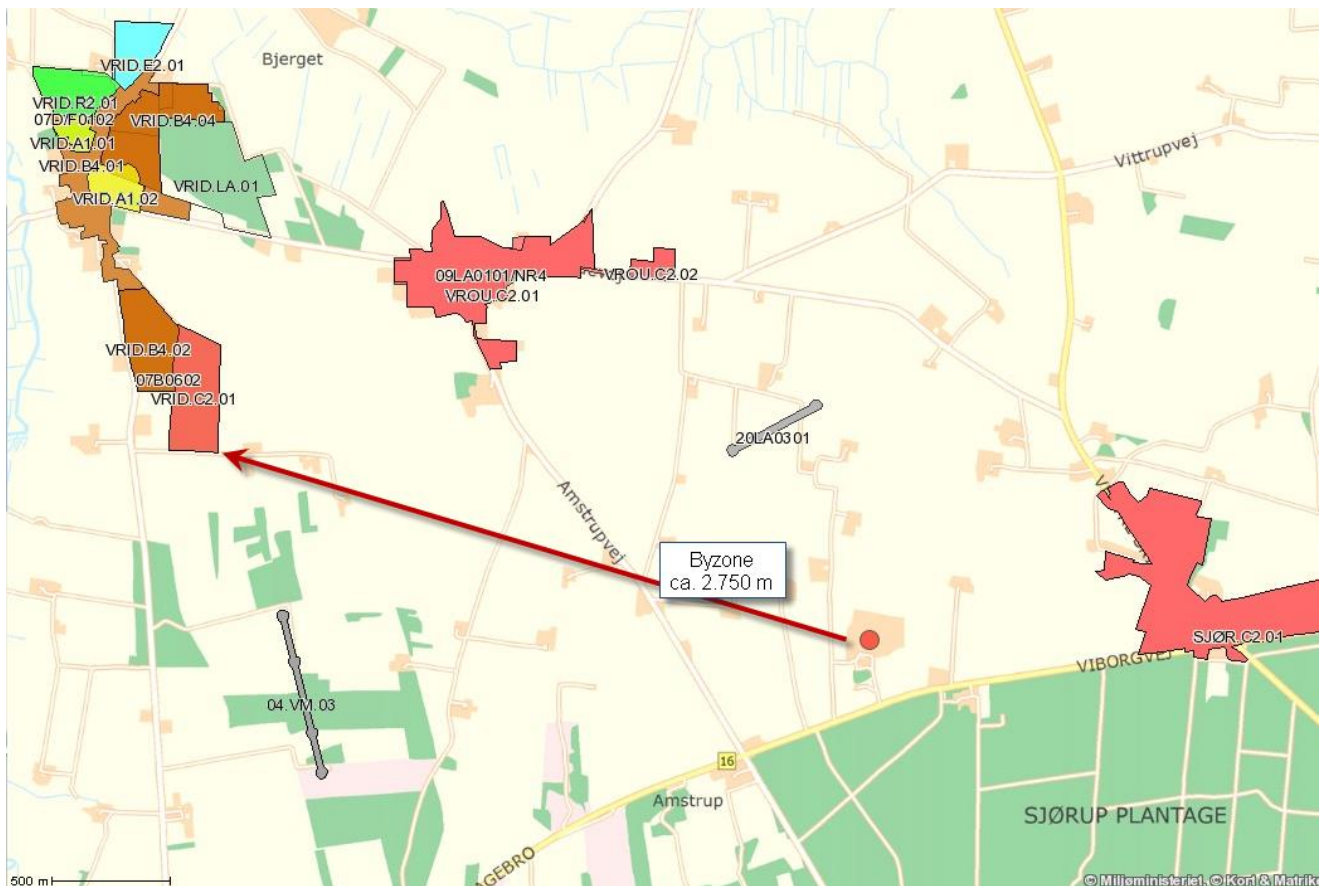 VRID.E2.01
Bjerget
VRID.R2.01
07D/F0102
VRID.B4.04
VRID.A1.01
VRID.B4.01
VRID.LA.01
VRID.A1.02
Vittrupvej
09LA0101/NR4
VROU.C2.02
VROU.C2.01
VRID.B4.02
07B0602
VRID.C2.01
20LA0301
Amstrupvej
Byzone
ca. 2.750 m
SJØR.C2.01
VIBORGVEJ
04.VM.03
16
Amstrup
SJØRUP PLANTAGE
AGEBRO
500 m
© Miljøministeriet, © Kort & Matrike